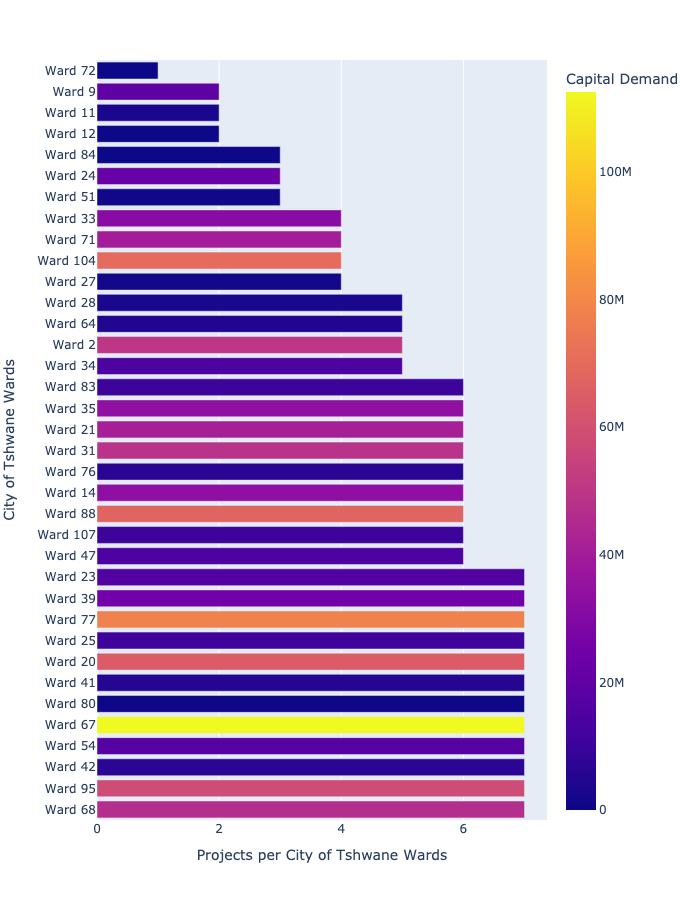 Capital Demand
Ward 72
Ward 9
Ward 11
Ward 12
Ward 84
Ward 24
Ward 51
Ward 33
Ward 71
Ward 104
Ward 27
Ward 28
Ward 64
Ward 2
Ward 34
Ward 83
Ward 35
Ward 21
Ward 31
Ward 76
Ward 14
Ward 88
Ward 107
Ward 47
Ward 23
Ward 39
Ward 77
Ward 25
Ward 20
Ward 41
Ward 80
Ward 67
Ward 54
Ward 42
Ward 95
Ward 68
City of Tshwane Wards
0 2 4 6
Projects per City of Tshwane Wards
100M
80M
60M
40M
20M
0